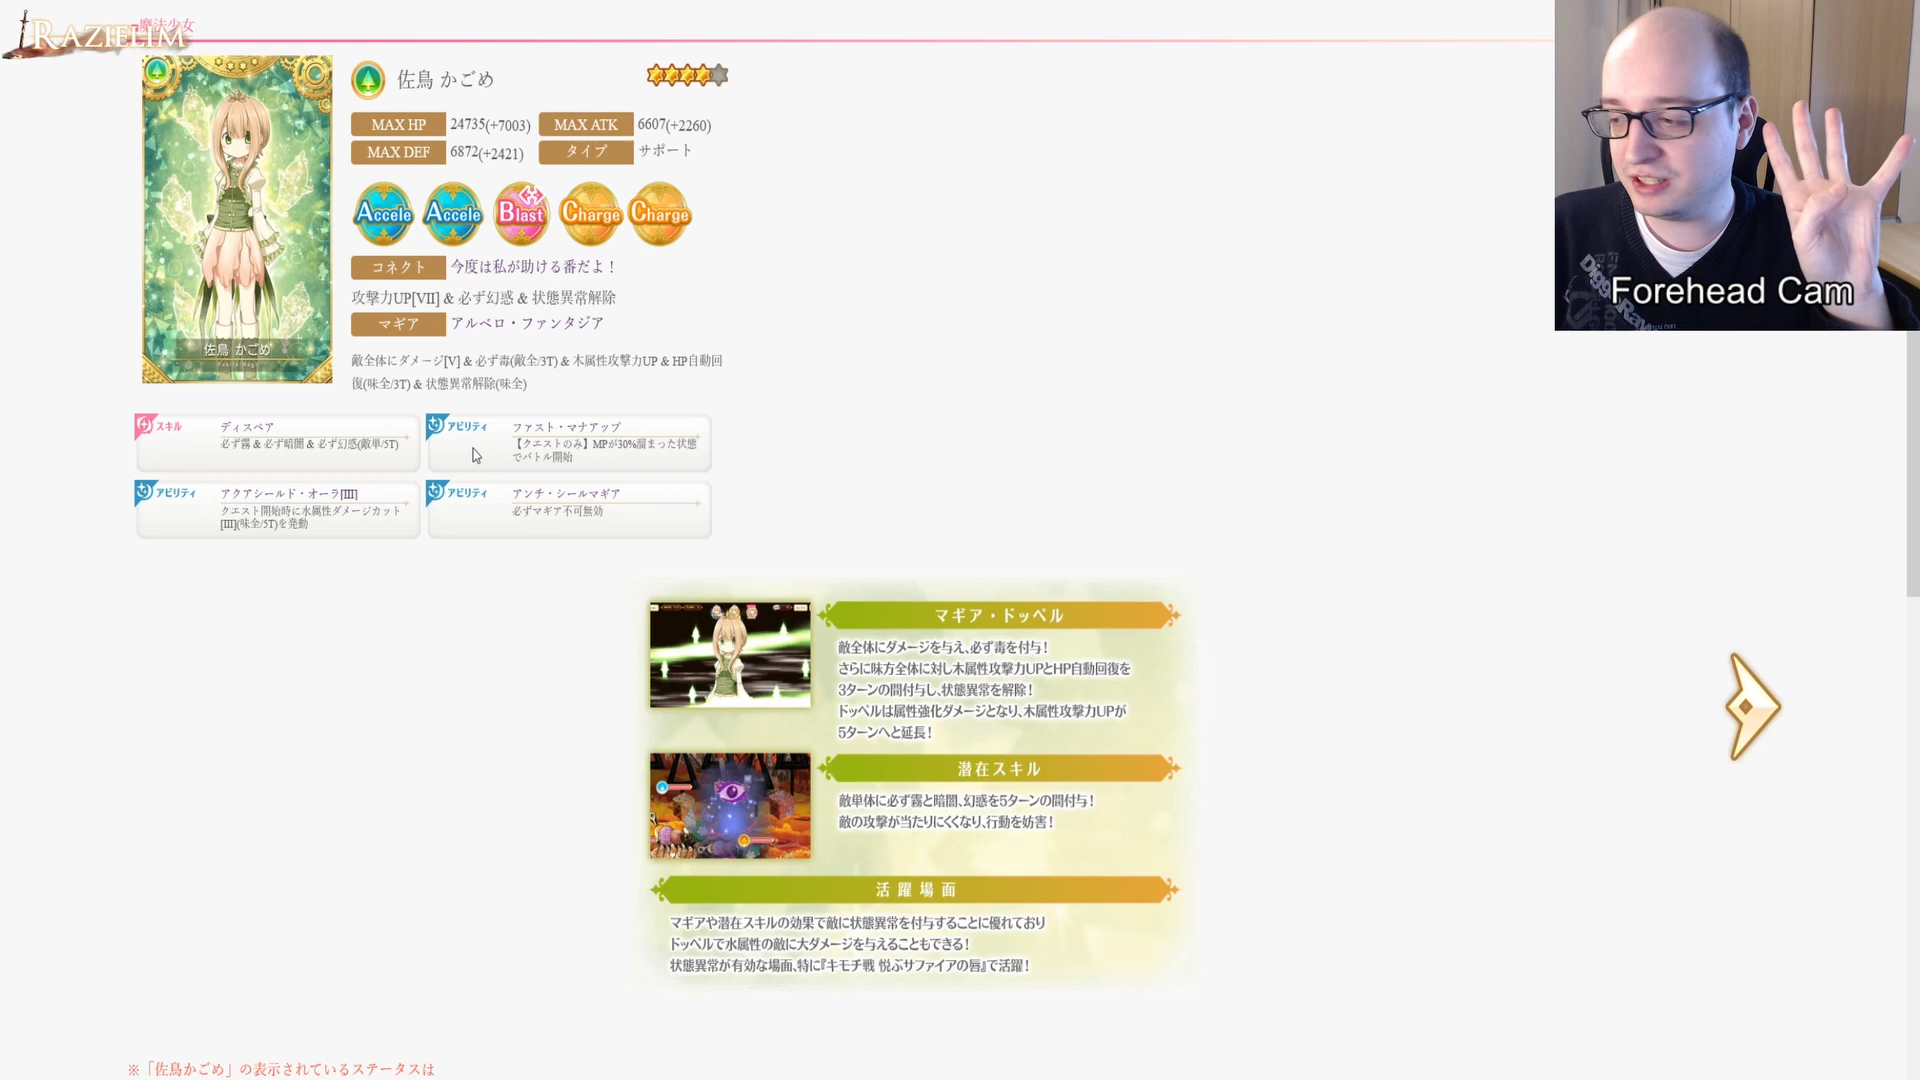 RAZIELIM
魔法少女
佐鳥 かごめ
MAX HP 24735(+7003) MAX ATK 6607(+2260)
MAX DEF 6872(+2421) タイプ サポート
Accele Accele Blast Charge Charge
コネクト 今度は私が助ける番だよ！
攻撃力UP[VII] & 必ず幻惑 & 状態異常解除
マギア アルベロ・ファンタジア
敵全体にダメージ[V] & 必ず毒(敵全/3T) & 木属性攻撃力UP & HP自動回
復(味全/3T) & 状態異常解除(味全)
佐鳥 かごめ
スキル ディスペア
必ず霧 & 必ず暗闇 & 必ず幻惑(敵単/5T)
アビリティ ファスト・マナアップ
【クエストのみ】MPが30%溜まった状態
でバトル開始
アビリティ アクアシールド・オーラ[III]
クエスト開始時に水属性ダメージカット
[III](味全/5T)を発動
アビリティ アンチ・シールマギア
必ずマギア不可無効
マギア・ドッペル
敵全体にダメージを与え、必ず毒を付与！
さらに味方全体に対し木属性攻撃力UPとHP自動回復を
3ターンの間付与し、状態異常を解除！
ドッペルは属性強化ダメージとなり、木属性攻撃力UPが
5ターンへと延長！
潜在スキル
敵単体に必ず霧と暗闇、幻惑を5ターンの間付与！
敵の攻撃が当たりにくくなり、行動を妨害！
活躍場面
マギアや潜在スキルの効果で敵に状態異常を付与することに優れており
ドッペルで水属性の敵に大ダメージを与えることもできる！
状態異常が有効な場面、特に『キモチ戦 悦ぶサファイアの唇』で活躍！
※「佐鳥かごめ」の表示されているステータスは
Forehead Cam